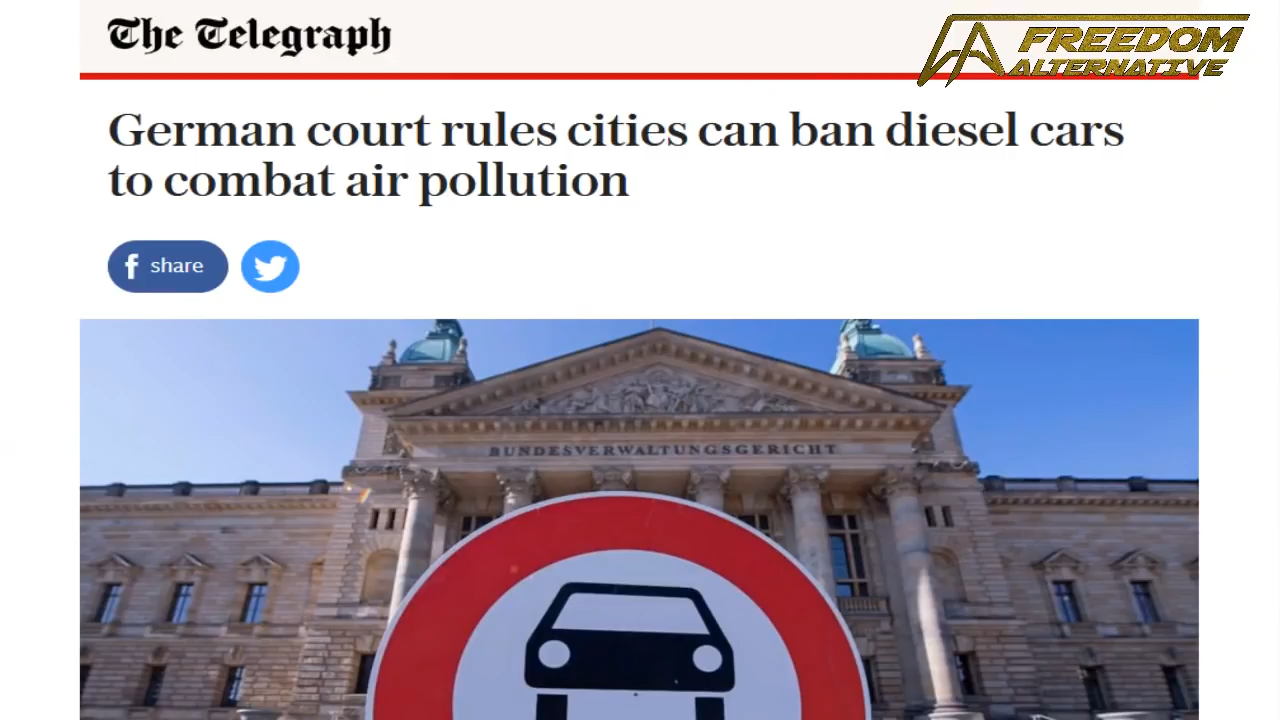 The Telegraph
FREEDOM
ALTERNATIVE
German court rules cities can ban diesel cars
to combat air pollution
share
BUNDESVERWALTUNGSGERICHT